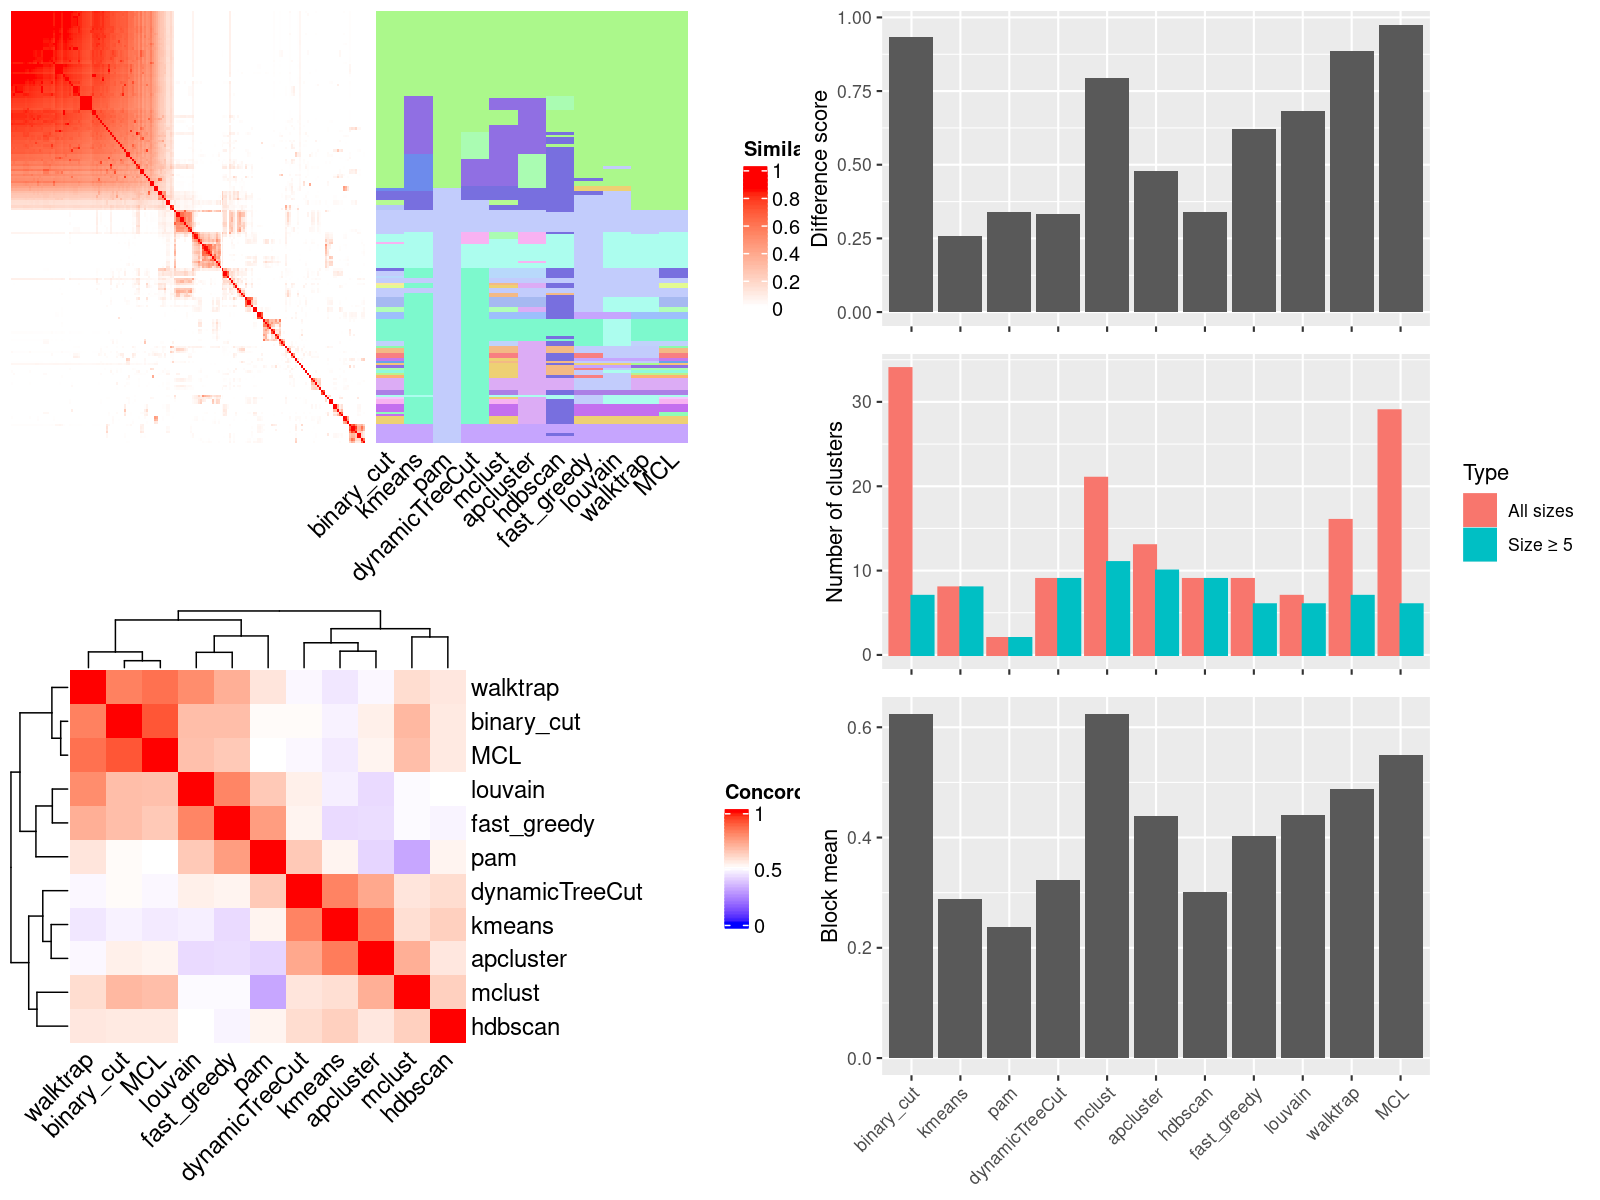 Simila
1
0.8
0.6
0.4
0.2
0
binary_cut
kmeans
pam
dynamicTreeCut
mclust
apcluster
hdbscan
fast_greedy
louvain
walktrap
MCL
Difference score
1.00
0.75
0.50
0.25
0.00
Number of clusters
30
20
10
0
Type
All sizes
Size ≥ 5
walktrap
binary_cut
MCL
louvain
fast_greedy
pam
dynamicTreeCut
kmeans
apcluster
mclust
hdbscan
walktrap
binary_cut
MCL
louvain
fast_greedy
pam
dynamicTreeCut
kmeans
apcluster
mclust
hdbscan
Concord
1
0.5
0
Block mean
0.6
0.4
0.2
0.0
binary_cut
kmeans
pam
dynamicTreeCut
mclust
apcluster
hdbscan
fast_greedy
louvain
walktrap
MCL